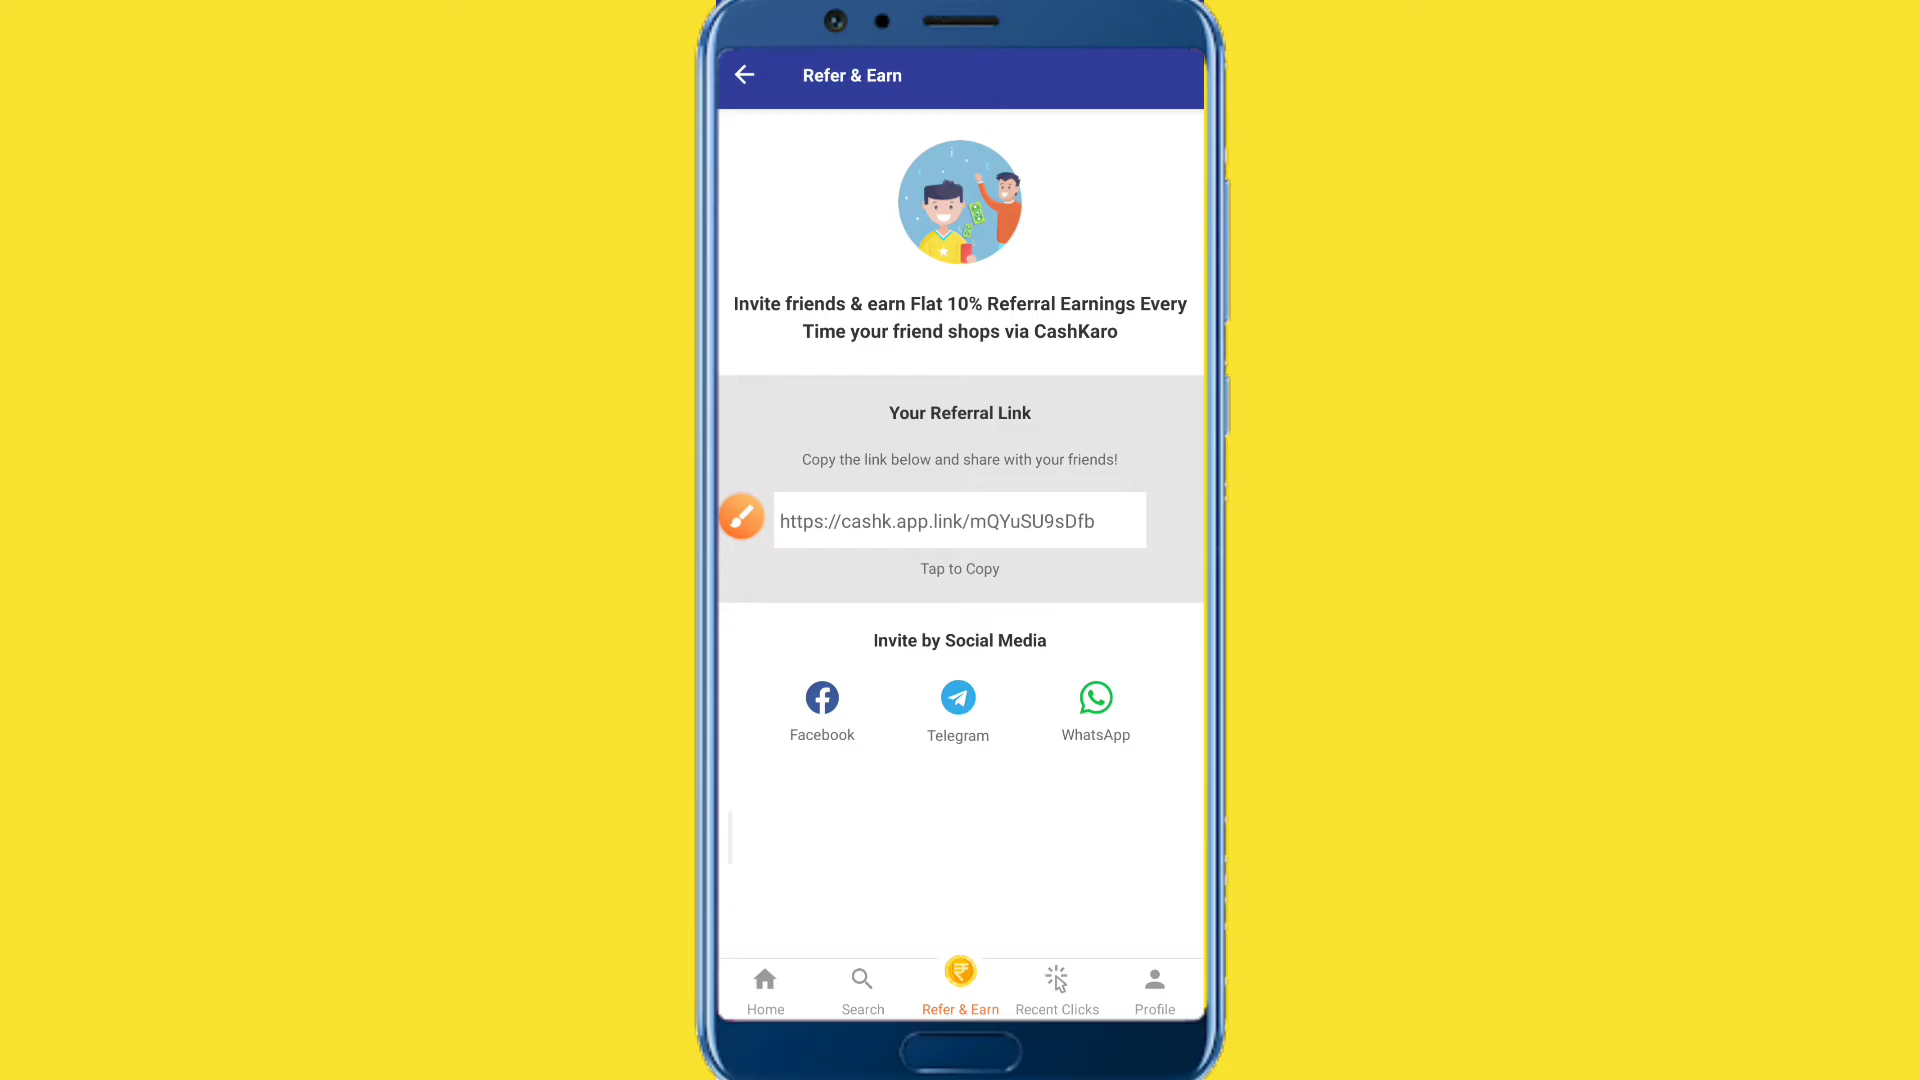 Refer & Earn
Invite friends & earn Flat 10% Referral Earnings Every
Time your friend shops via CashKaro
Your Referral Link
Copy the link below and share with your friends!
https://cashk.app.link/mQYuSU9sDfb
Tap to Copy
Invite by Social Media
Facebook Telegram WhatsApp
Home Search Refer & Earn Recent Clicks Profile